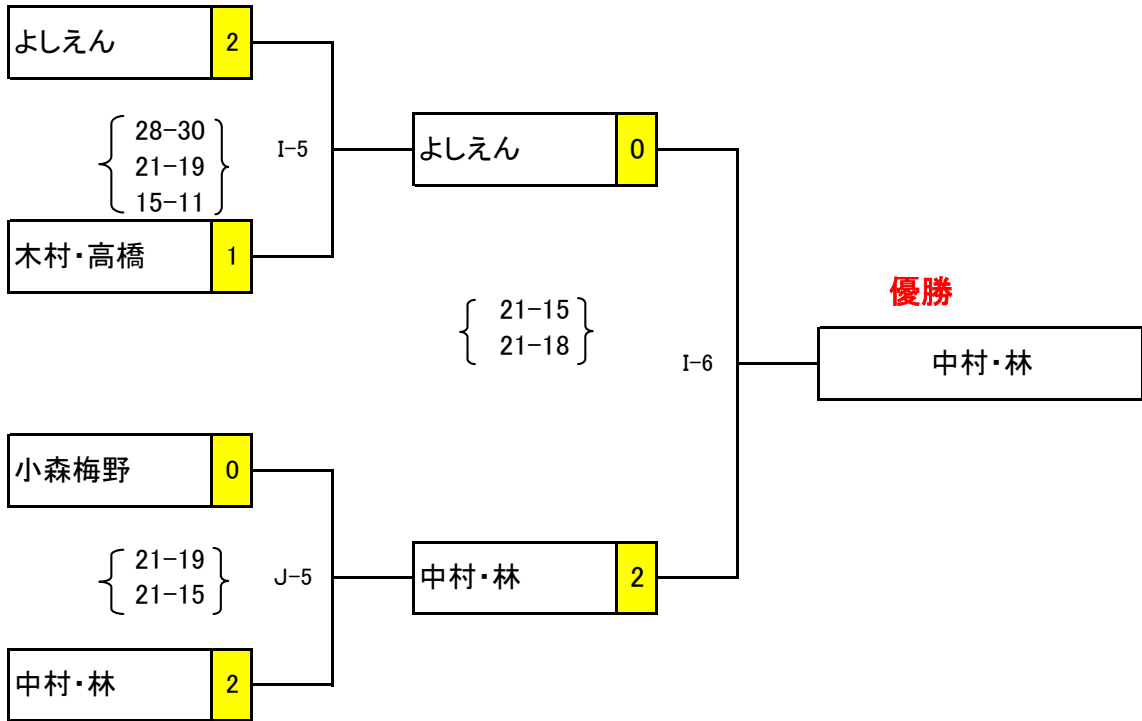 よしえん 2
28-30
21-19
15-11
I-5
木村・高橋 1
よしえん 0
21-15
21-18
I-6
優勝
中村・林
小森梅野 0
21-19
21-15
J-5
中村・林 2
中村・林 2